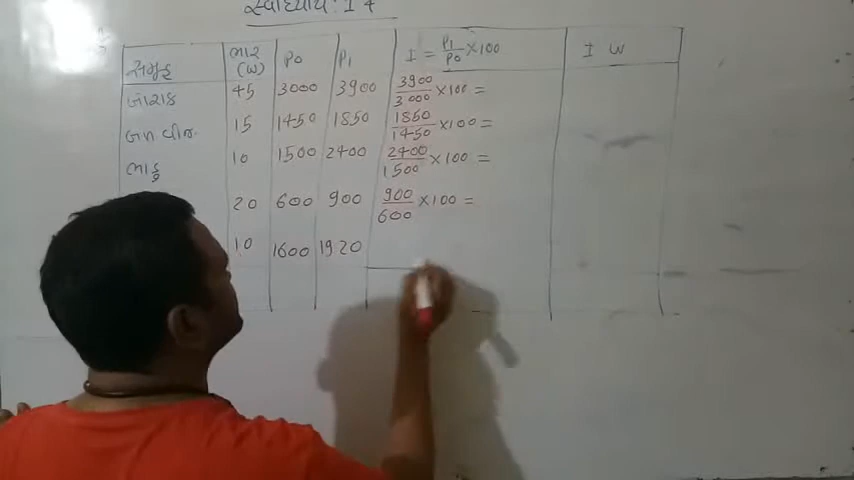 સ્વાધ્યાય : 1.4
સમૂહ ભાર (W) P0 P1 I = P1/P0 × 100 I W
ખોરાક 45 3000 3900 3900/3000 × 100 =
15 1450 1850 1850/1450 × 100 =
ભાડું 10 1500 2400 2400/1500 × 100 =
20 600 900 900/600 × 100 =
10 1600 1920